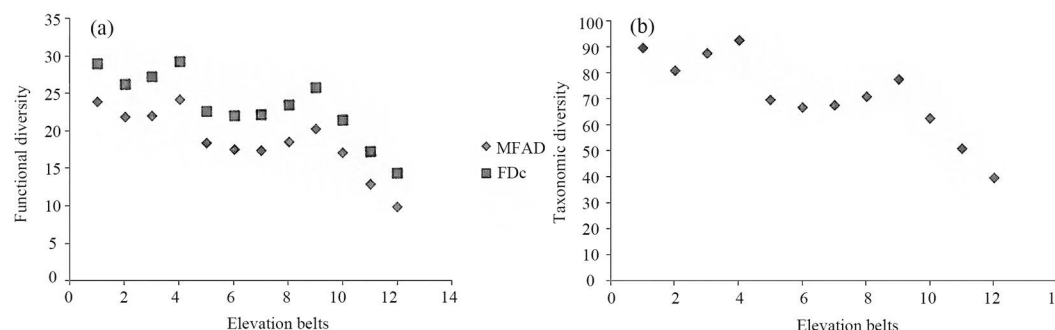 (a)
35
30
25
20
15
10
5
0
Functional diversity
0 2 4 6 8 10 12 14
Elevation belts
MFAD
FDc
(b)
100
90
80
70
60
50
40
30
20
10
0
Taxonomic diversity
0 2 4 6 8 10 12
Elevation belts